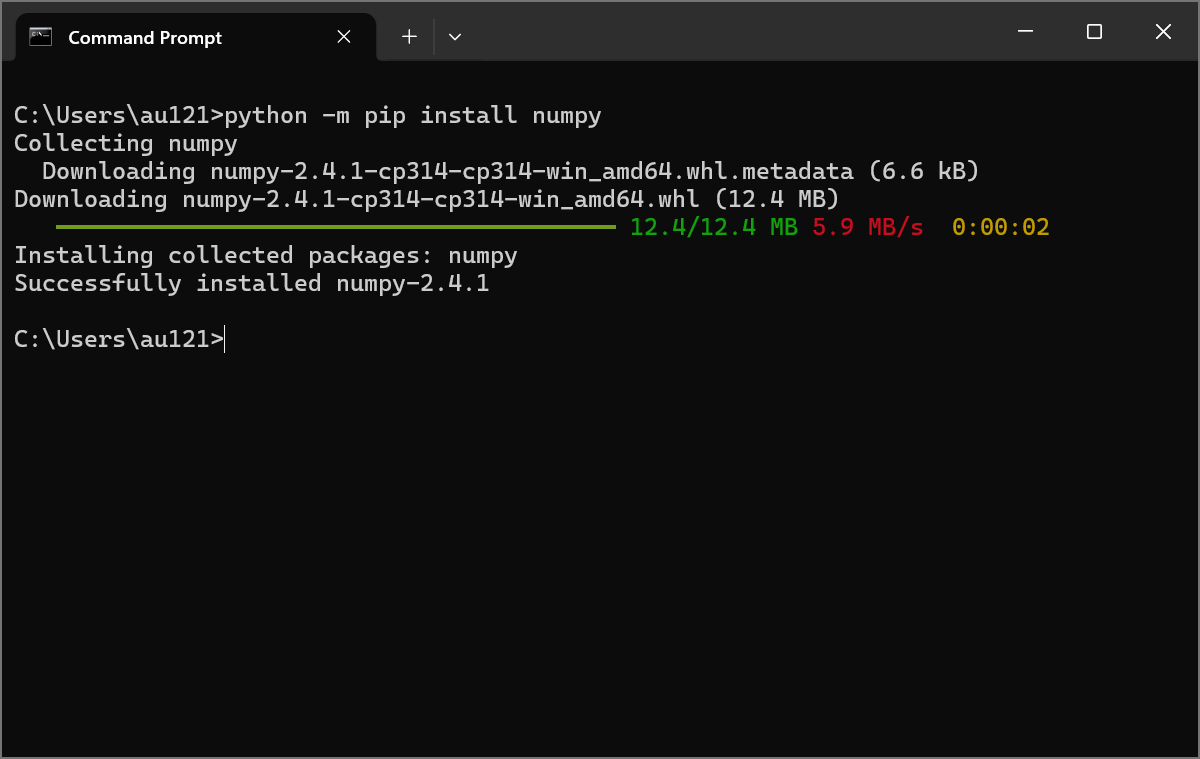 Command Prompt
C:\Users\au121>python -m pip install numpy
Collecting numpy
  Downloading numpy-2.4.1-cp314-cp314-win_amd64.whl.metadata (6.6 kB)
Downloading numpy-2.4.1-cp314-cp314-win_amd64.whl (12.4 MB)
12.4/12.4 MB 5.9 MB/s  0:00:02
Installing collected packages: numpy
Successfully installed numpy-2.4.1
C:\Users\au121>